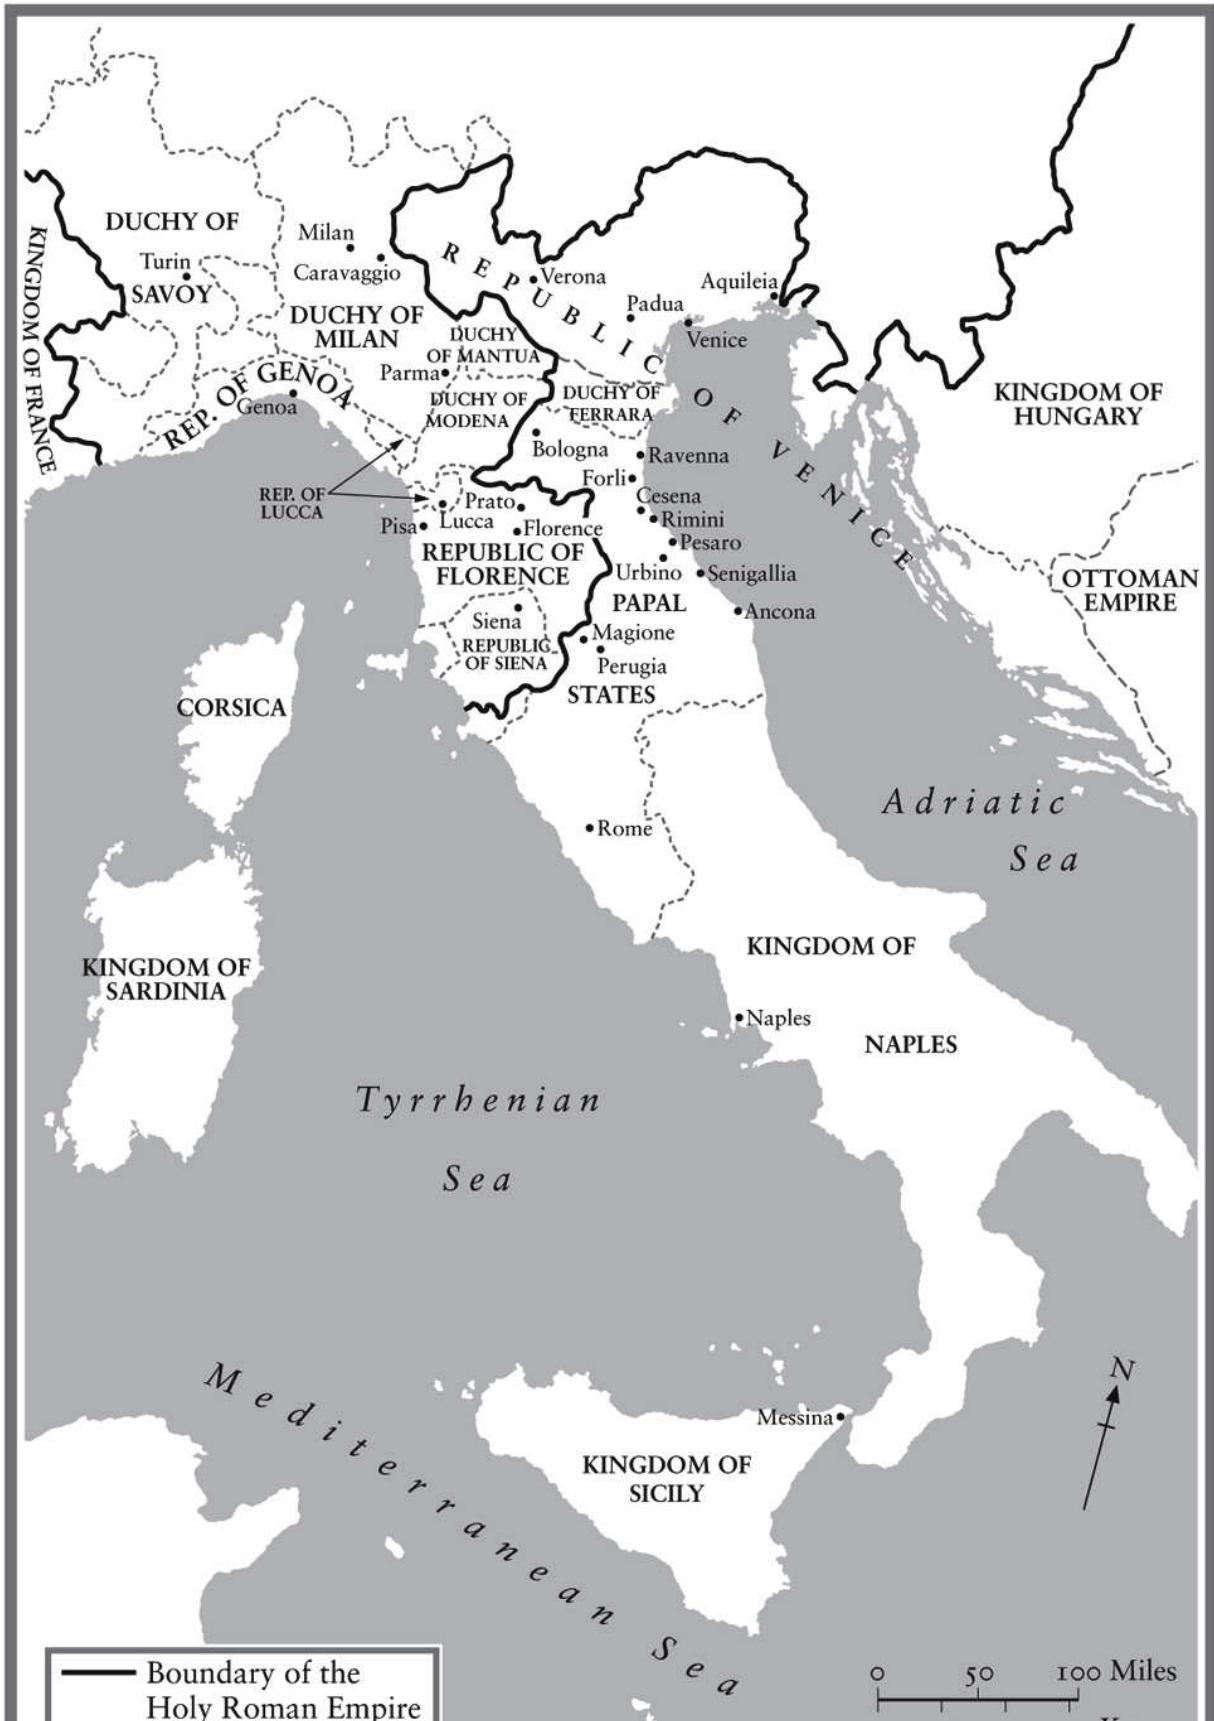 DUCHY OF
Turin
SAVOY
KINGDOM OF FRANCE
Milan
Caravaggio
DUCHY OF
MILAN
REPUBLIC OF VENICE
Verona
Padua
Aquileia
Venice
DUCHY
OF MANTUA
Parma
DUCHY OF
MODENA
DUCHY OF
FERRARA
REP. OF GENOA
Genoa
KINGDOM OF
HUNGARY
Bologna
Ravenna
Forli
Cesena
Rimini
Pesaro
Urbino
Senigallia
Ancona
REP. OF
LUCCA
Prato
Lucca
Pisa
Florence
REPUBLIC OF
FLORENCE
OTTOMAN
EMPIRE
Siena
REPUBLIC
OF SIENA
PAPAL
Magione
Perugia
STATES
CORSICA
Rome
Adriatic
Sea
KINGDOM OF
SARDINIA
KINGDOM OF
Naples
NAPLES
Tyrrhenian
Sea
Mediterranean Sea
Messina
KINGDOM OF
SICILY
N
Boundary of the
Holy Roman Empire
0 50 100 Miles